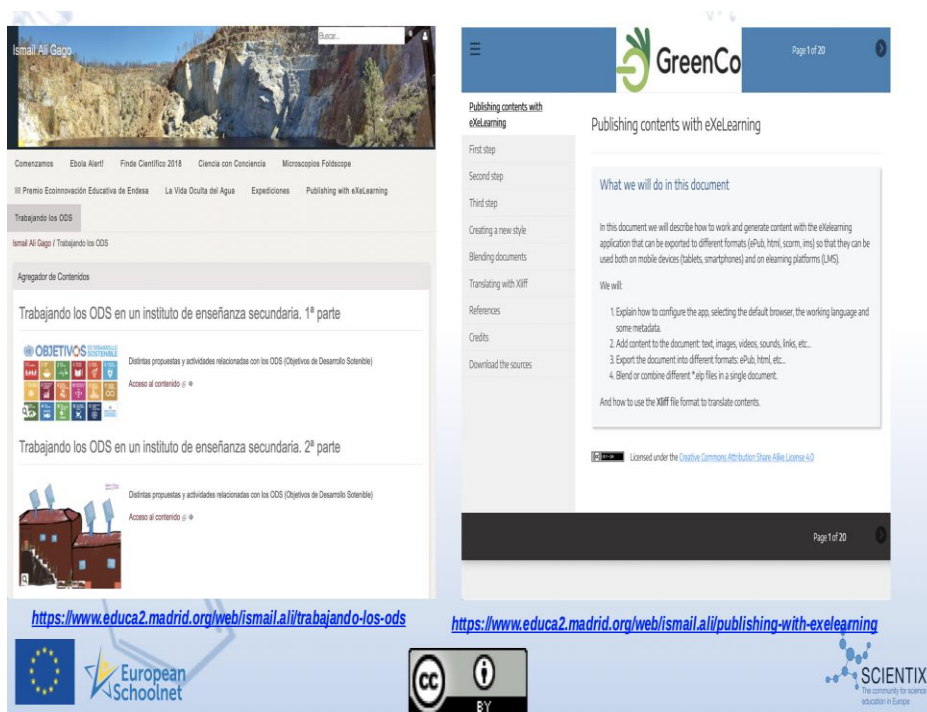 Ismail Ali Gago
Buscar...
Comenzamos Ebola Alert! Finde Científico 2018 Ciencia con Conciencia Microscopios Foldscope
III Premio Ecoinnovación Educativa de Endesa La Vida Oculta del Agua Expediciones Publishing with eXeLearning
Trabajando los ODS
Ismail Ali Gago / Trabajando los ODS
Agregador de Contenidos
Trabajando los ODS en un instituto de enseñanza secundaria. 1ª parte
OBJETIVOS DE DESARROLLO SOSTENIBLE
Distintas propuestas y actividades relacionadas con los ODS (Objetivos de Desarrollo Sotenible)
Acceso al contenido
Trabajando los ODS en un instituto de enseñanza secundaria. 2ª parte
Distintas propuestas y actividades relacionadas con los ODS (Objetivos de Desarrollo Sotenible)
Acceso al contenido
https://www.educa2.madrid.org/web/ismail.ali/trabajando-los-ods
GreenCo
Page 1 of 20
Publishing contents with
eXeLearning
First step
Second step
Third step
Creating a new style
Blending documents
Translating with Xliff
References
Credits
Download the sources
Publishing contents with eXeLearning
What we will do in this document
In this document we will describe how to work and generate content with the eXelearning
application that can be exported to different formats (ePub, html, scorm, ims) so that they can be
used both on mobile devices (tablets, smartphones) and on elearning platforms (LMS).
We will:
1. Explain how to configure the app, selecting the default browser, the working language and
some metadata.
2. Add content to the document: text, images, videos, sounds, links, etc...
3. Export the document into different formats: ePub, html, etc...
4. Blend or combine different *.elp files in a single document.
And how to use the Xliff file format to translate contents.
Licensed under the Creative Commons Attribution Share Alike License 4.0
Page 1 of 20
https://www.educa2.madrid.org/web/ismail.ali/publishing-with-exelearning
European
Schoolnet
cc
BY
SCIENTIX
The community for science
education in Europe